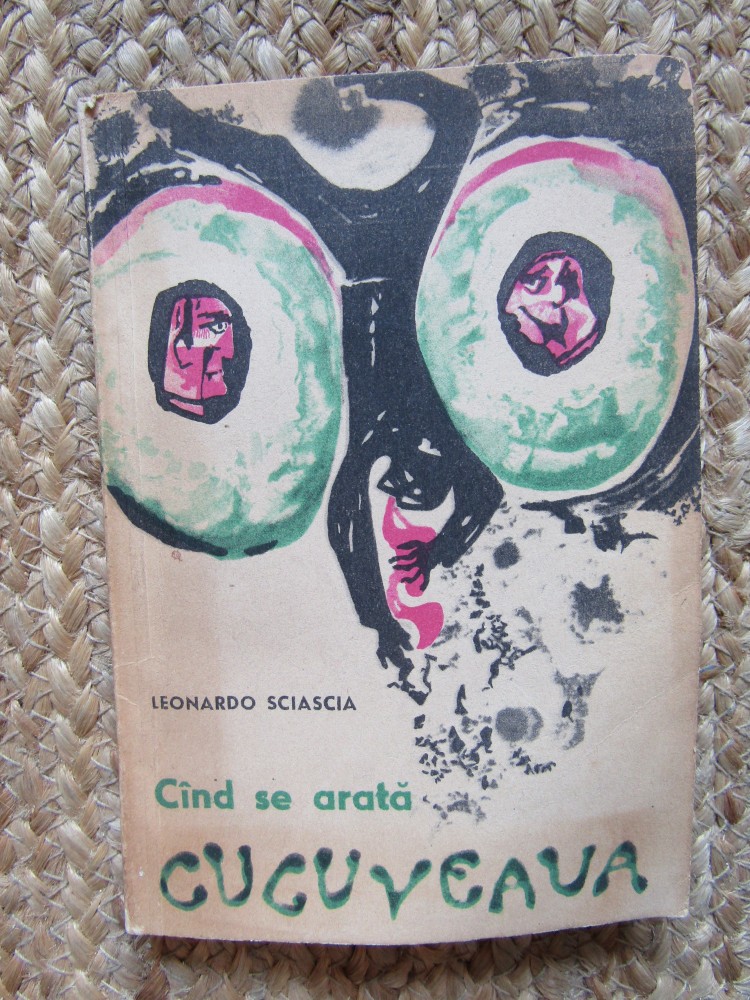 LEONARDO SCIASCIA
Cînd se arată
CUCUVEAUA